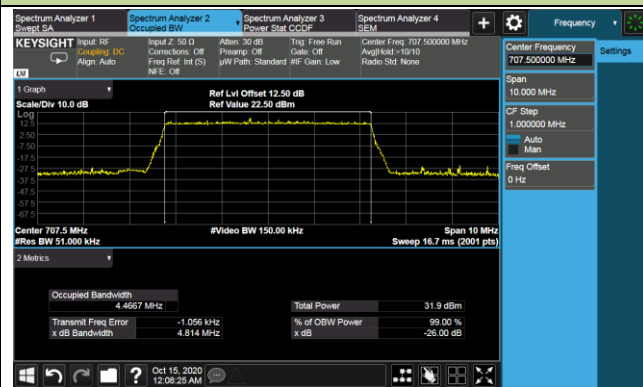 Spectrum Analyzer 1
Swept SA
Spectrum Analyzer 2
Occupied BW
Spectrum Analyzer 3
Power Stat CCDF
Spectrum Analyzer 4
SEM
+
Frequency
KEYSIGHT
LXI
Input: RF
Coupling: DC
Align: Auto
Input Z: 50 Ω
Corrections: Off
Freq Ref: Int (S)
NFE: Off
Atten: 30 dB
Preamp: Off
µW Path: Standard
Trig: Free Run
Gate: Off
#IF Gain: Low
Center Freq: 707.500000 MHz
Avg|Hold:>10/10
Radio Std: None
Center Frequency
707.500000 MHz
Settings
Span
10.000 MHz
CF Step
1.000000 MHz
Auto
Man
Freq Offset
0 Hz
1 Graph
Scale/Div 10.0 dB
Ref Lvl Offset 12.50 dB
Ref Value 22.50 dBm
Log
12.5
2.50
-7.50
-17.5
-27.5
-37.5
-47.5
-57.5
-67.5
Center 707.5 MHz
#Res BW 51.000 kHz
#Video BW 150.00 kHz
Span 10 MHz
Sweep 16.7 ms (2001 pts)
2 Metrics
Occupied Bandwidth
4.4667 MHz
Total Power 31.9 dBm
Transmit Freq Error -1.056 kHz
% of OBW Power 99.00 %
x dB Bandwidth 4.814 MHz
x dB -26.00 dB
?
Oct 15, 2020
12:08:25 AM